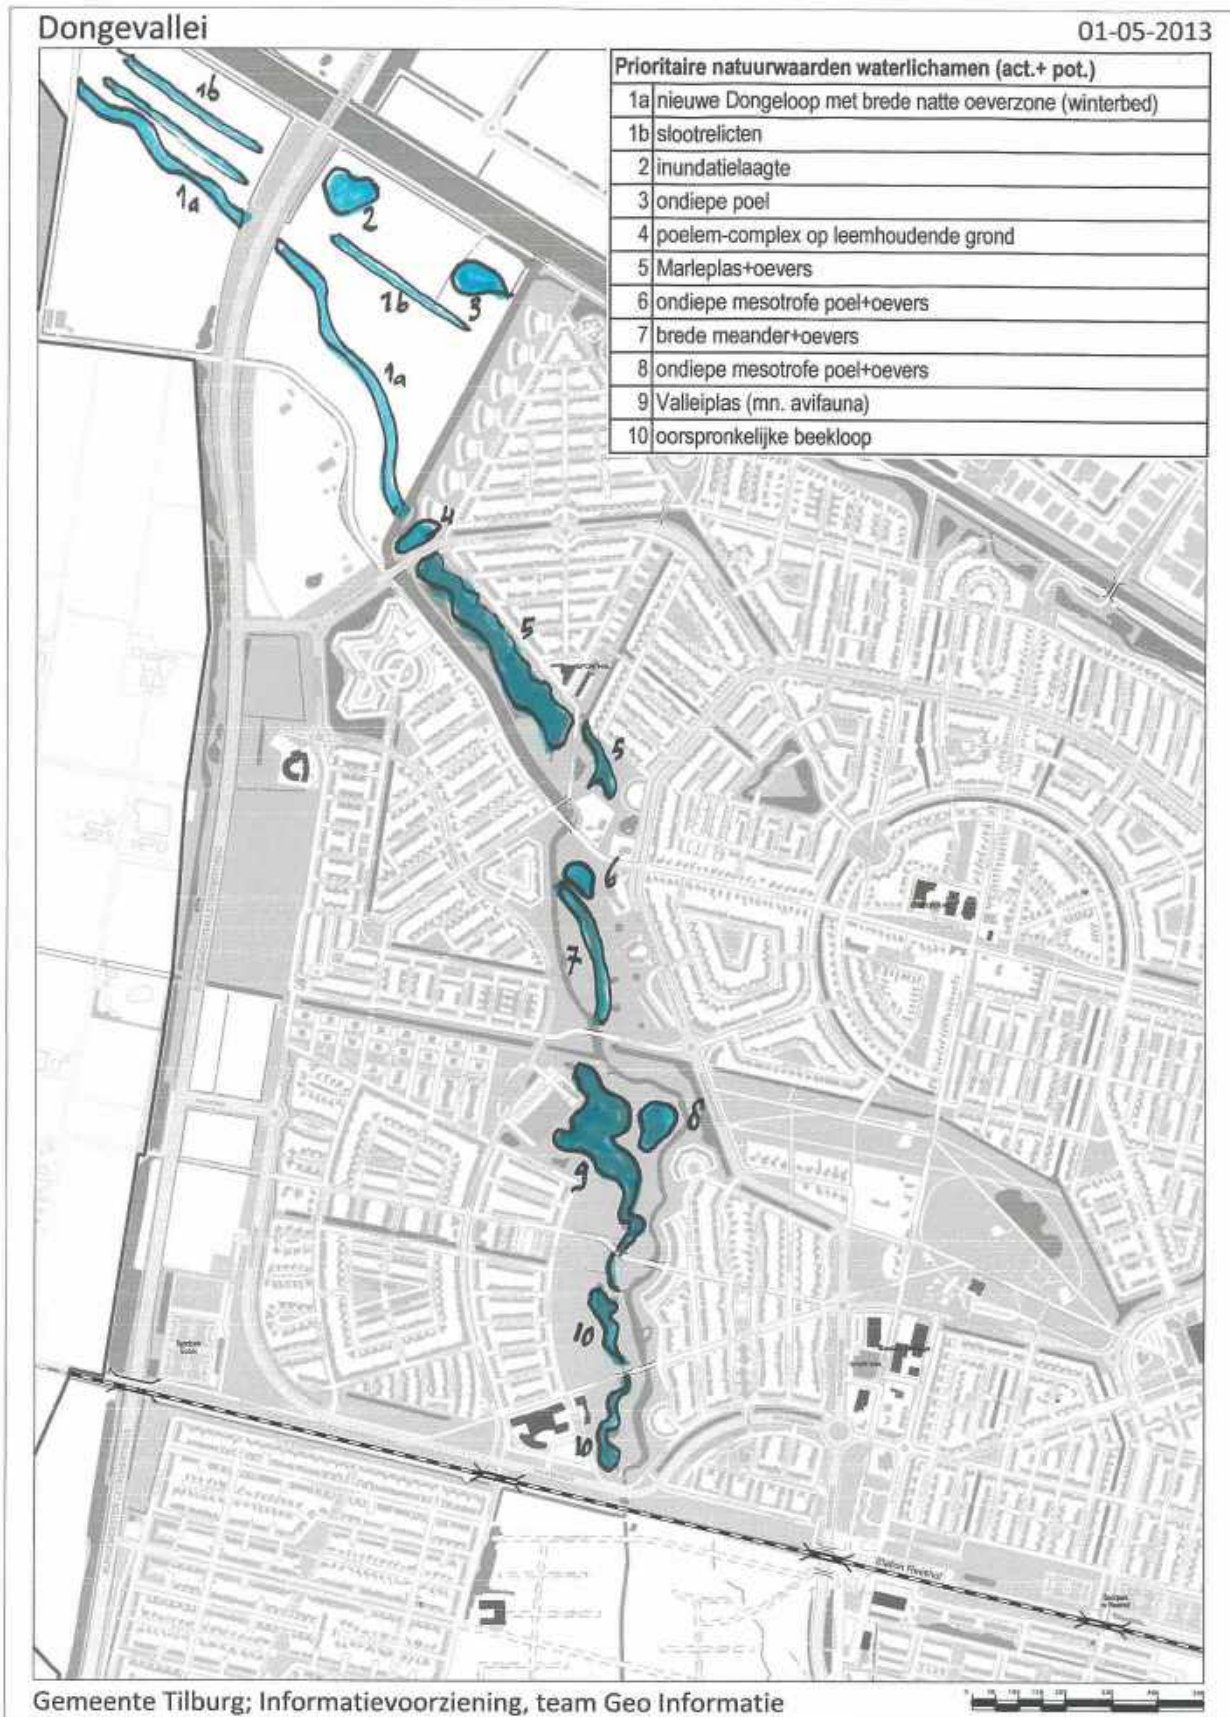 Dongevallei
01-05-2013
Prioritaire natuurwaarden waterlichamen (act.+ pot.)
1a nieuwe Dongeloop met brede natte oeverzone (winterbed)
1b slootrelicten
2 inundatielaagte
3 ondiepe poel
4 poelem-complex op leemhoudende grond
5 Marleplas+oevers
6 ondiepe mesotrofe poel+oevers
7 brede meander+oevers
8 ondiepe mesotrofe poel+oevers
9 Valleiplas (mn. avifauna)
10 oorspronkelijke beekloop
1b
1a
2
1b
3
1a
4
5
5
6
7
8
9
10
10
Station Reeshof
Gemeente Tilburg; Informatievoorziening, team Geo Informatie